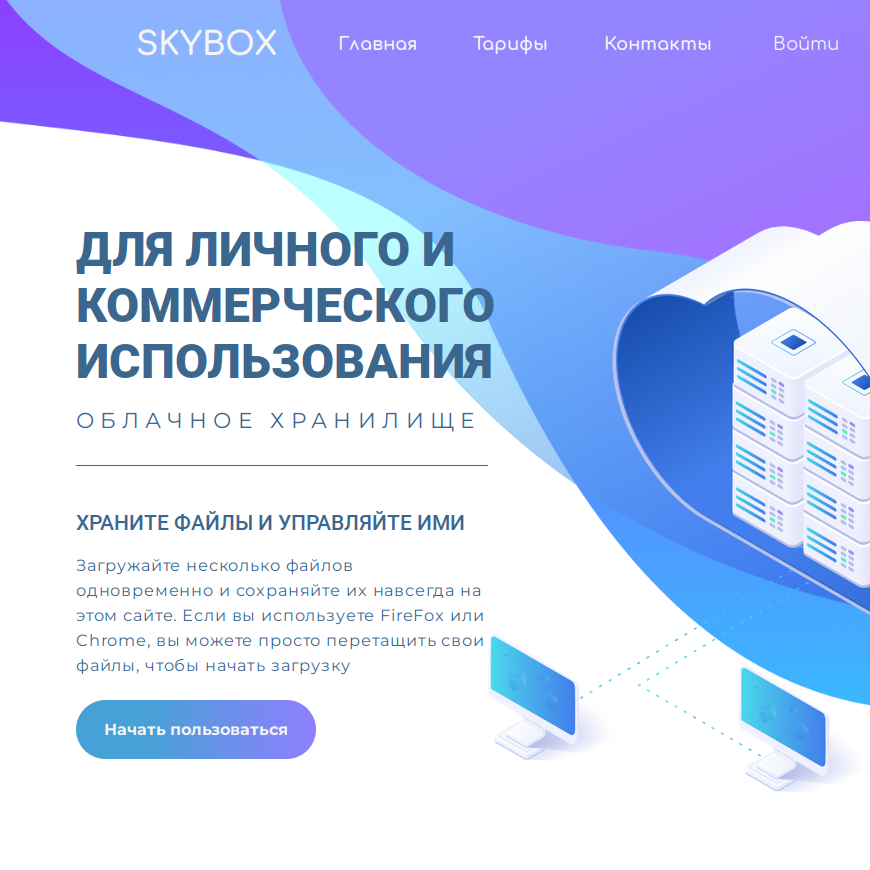 SKYBOX Главная Тарифы Контакты Войти
ДЛЯ ЛИЧНОГО И
КОММЕРЧЕСКОГО
ИСПОЛЬЗОВАНИЯ
ОБЛАЧНОЕ ХРАНИЛИЩЕ
ХРАНИТЕ ФАЙЛЫ И УПРАВЛЯЙТЕ ИМИ
Загружайте несколько файлов
одновременно и сохраняйте их навсегда на
этом сайте. Если вы используете FireFox или
Chrome, вы можете просто перетащить свои
файлы, чтобы начать загрузку
Начать пользоваться